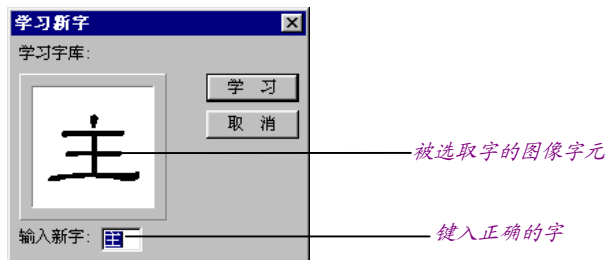 学习新字
学习字库:
学 习
取 消
主
被选取字的图像字元
输入新字: 主
键入正确的字